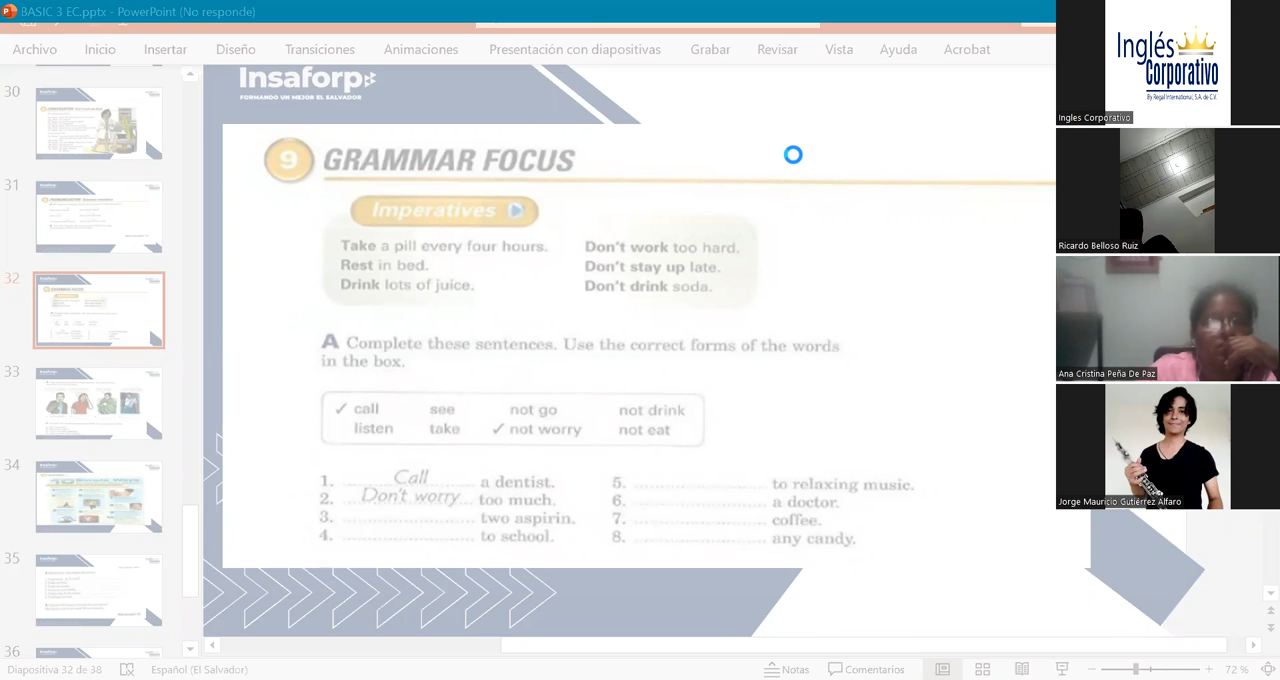 BASIC 3 EC.pptx - PowerPoint (No responde)
Archivo Inicio Insertar Diseño Transiciones Animaciones Presentación con diapositivas Grabar Revisar Vista Ayuda Acrobat
30
31
32
33
34
35
36
Insaforp
FORMANDO UN MEJOR EL SALVADOR
9 GRAMMAR FOCUS
Imperatives
Take a pill every four hours. Don't work too hard.
Rest in bed. Don't stay up late.
Drink lots of juice. Don't drink soda.
A Complete these sentences. Use the correct forms of the words
in the box.
✓ call see not go not drink
listen take ✓ not worry not eat
1. Call a dentist. 5. to relaxing music.
2. Don't worry too much. 6. a doctor.
3. two aspirin. 7. coffee.
4. to school. 8. any candy.
Inglés
Corporativo
By Regal International, S.A. de C.V.
Ingles Corporativo
Ricardo Belloso Ruiz
Ana Cristina Peña De Paz
Jorge Mauricio Gutiérrez Alfaro
Diapositiva 32 de 38 Español (El Salvador) Notas Comentarios 72 %